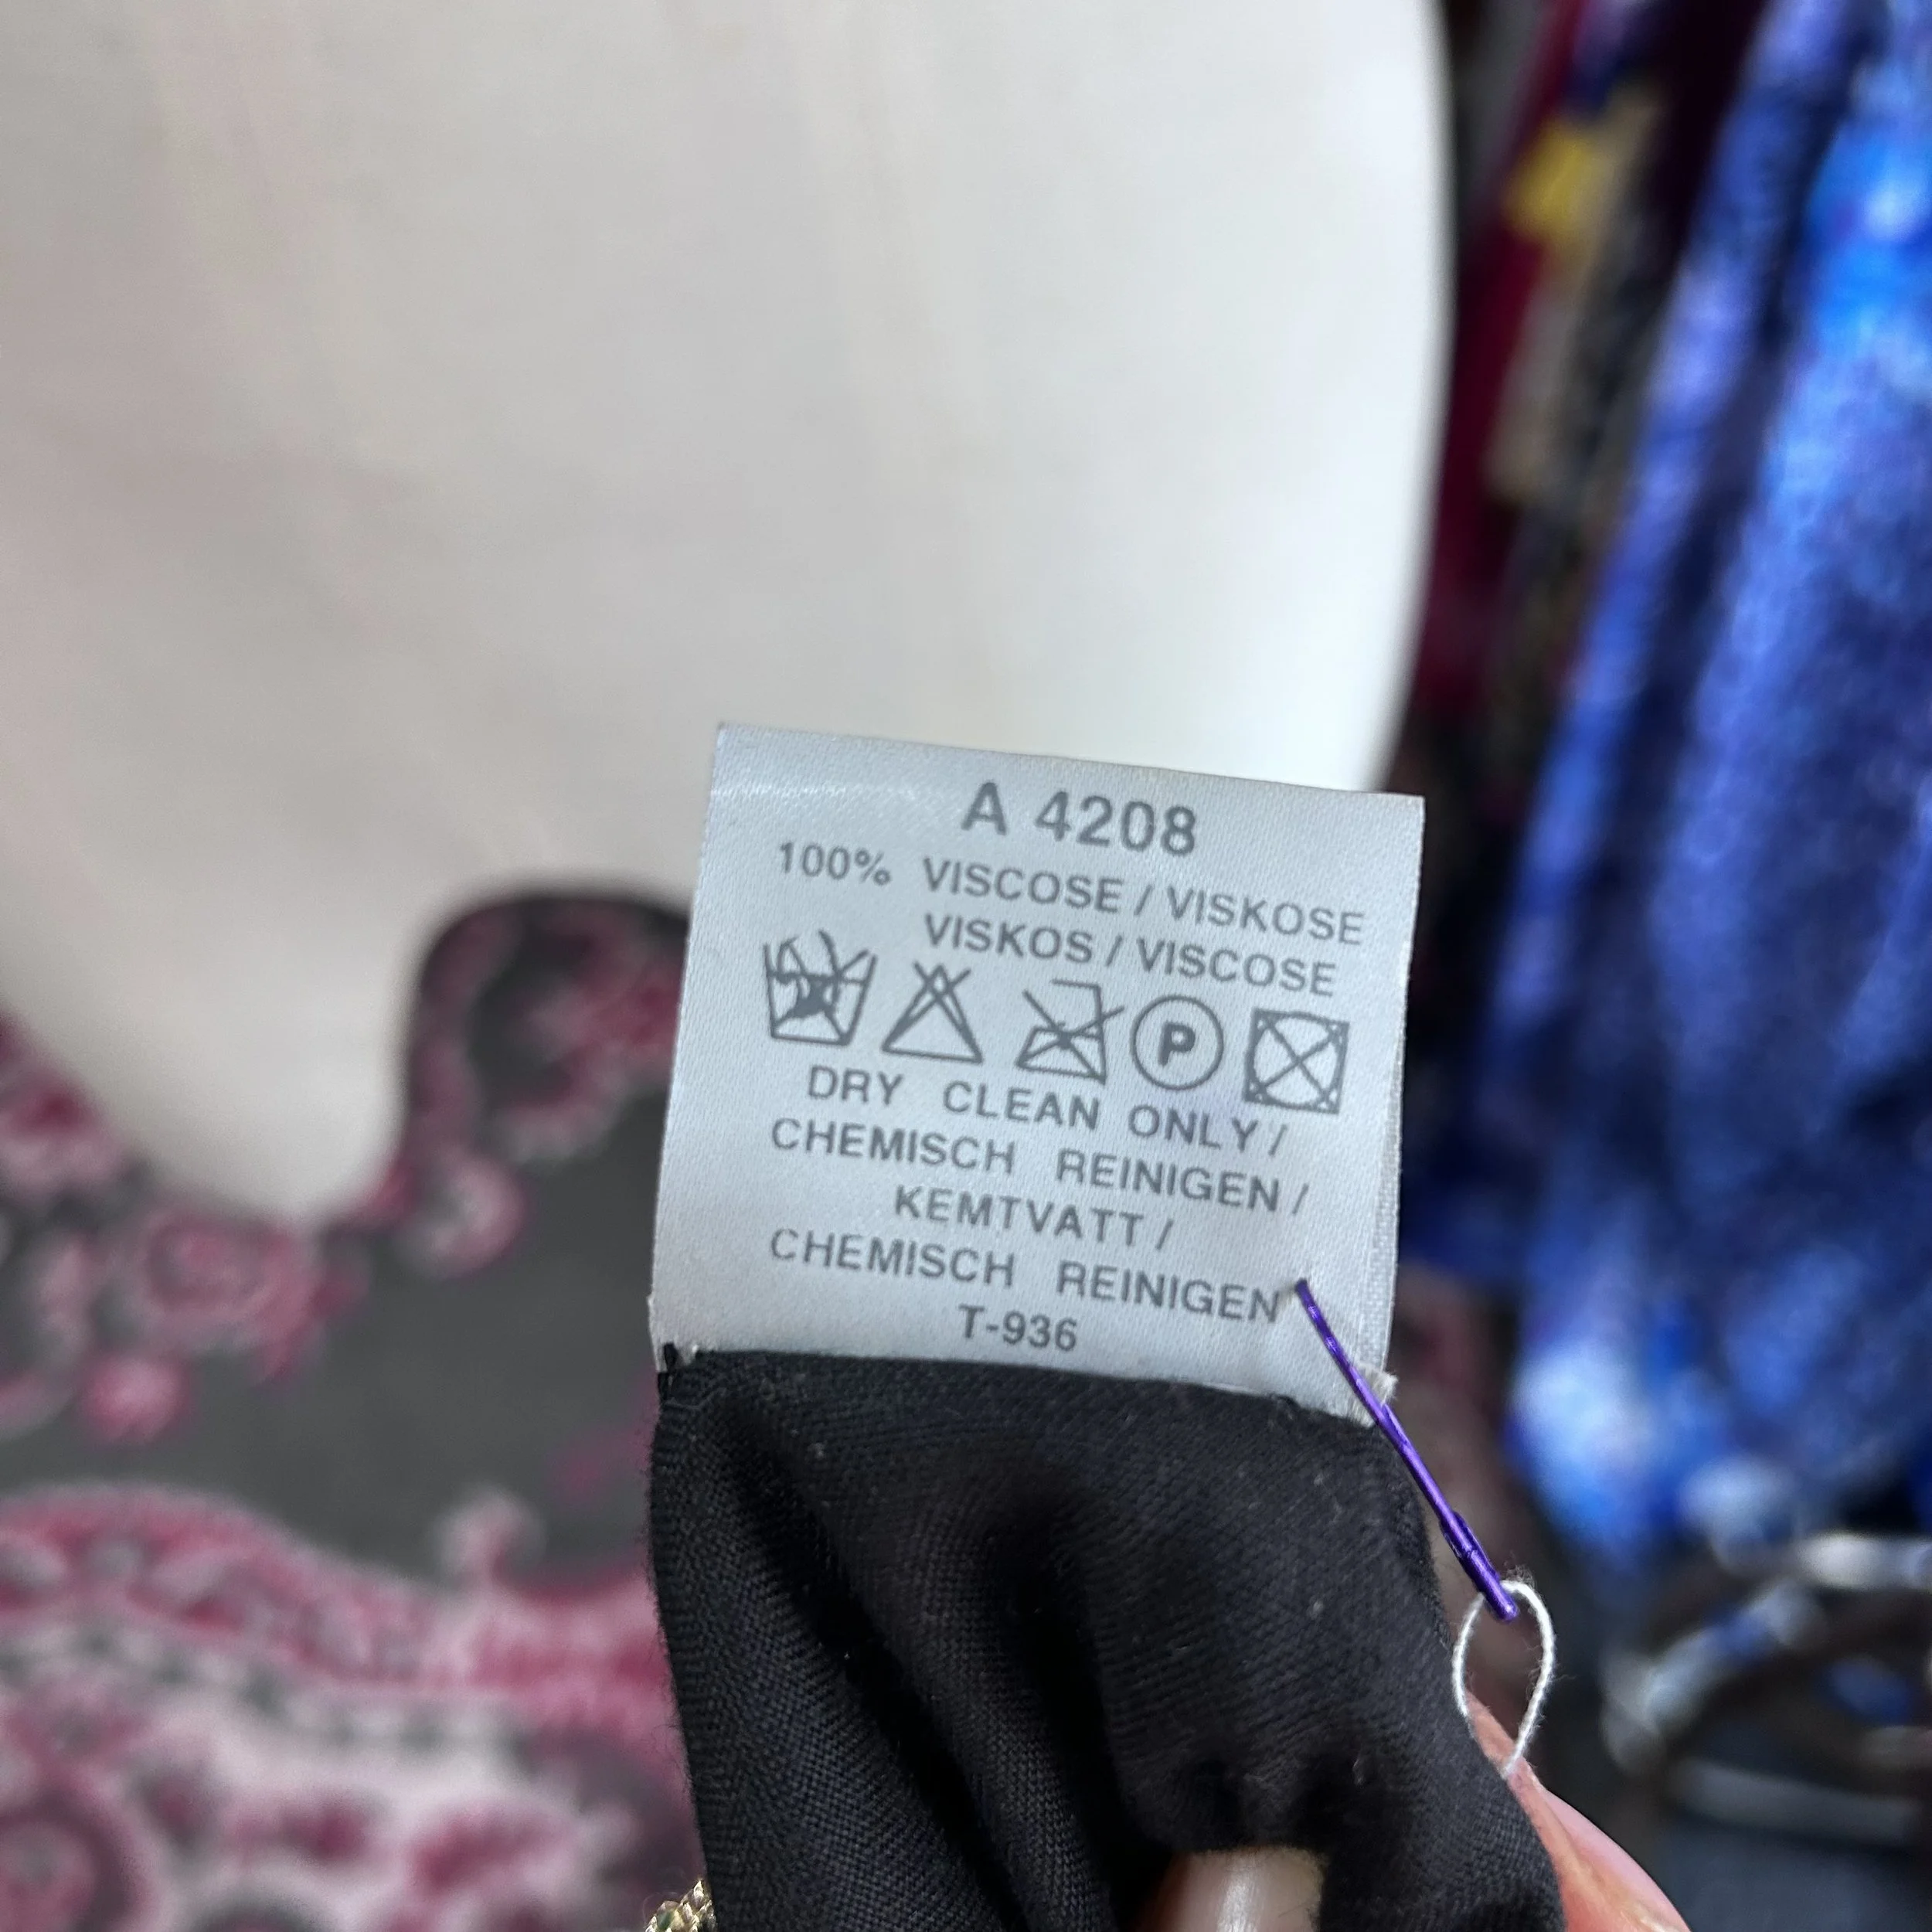 A 4208
100% VISCOSE / VISKOSE
VISKOS / VISCOSE
P
DRY CLEAN ONLY /
CHEMISCH REINIGEN /
KEMTVATT /
CHEMISCH REINIGEN
T-936